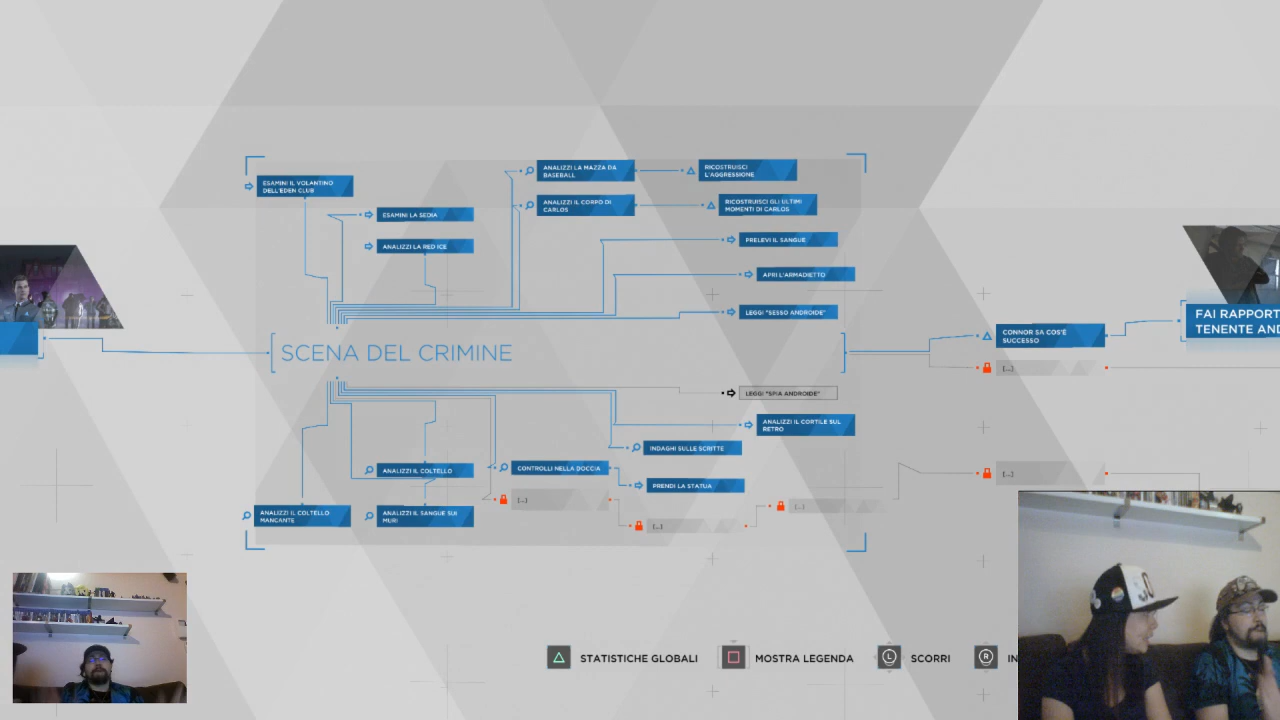 ANALIZZI LA MAZZA DA
BASEBALL
RICOSTRUISCI
L'AGGRESSIONE
ESAMINI IL VOLANTINO
DELL'EDEN CLUB
ANALIZZI IL CORPO DI
CARLOS
RICOSTRUISCI GLI ULTIMI
MOMENTI DI CARLOS
ESAMINI LA SEDIA
ANALIZZI LA RED ICE
PRELEVI IL SANGUE
APRI L'ARMADIETTO
LEGGI "SESSO ANDROIDE"
SCENA DEL CRIMINE
CONNOR SA COS'È
SUCCESSO
FAI RAPPORT
TENENTE AND
[...]
LEGGI "SPIA ANDROIDE"
ANALIZZI IL CORTILE SUL
RETRO
INDAGHI SULLE SCRITTE
ANALIZZI IL COLTELLO
CONTROLLI NELLA DOCCIA
[...]
PRENDI LA STATUA
[...]
[...]
ANALIZZI IL COLTELLO
MANCANTE
ANALIZZI IL SANGUE SUI
MURI
[...]
STATISTICHE GLOBALI
MOSTRA LEGENDA
L
SCORRI
R
IN